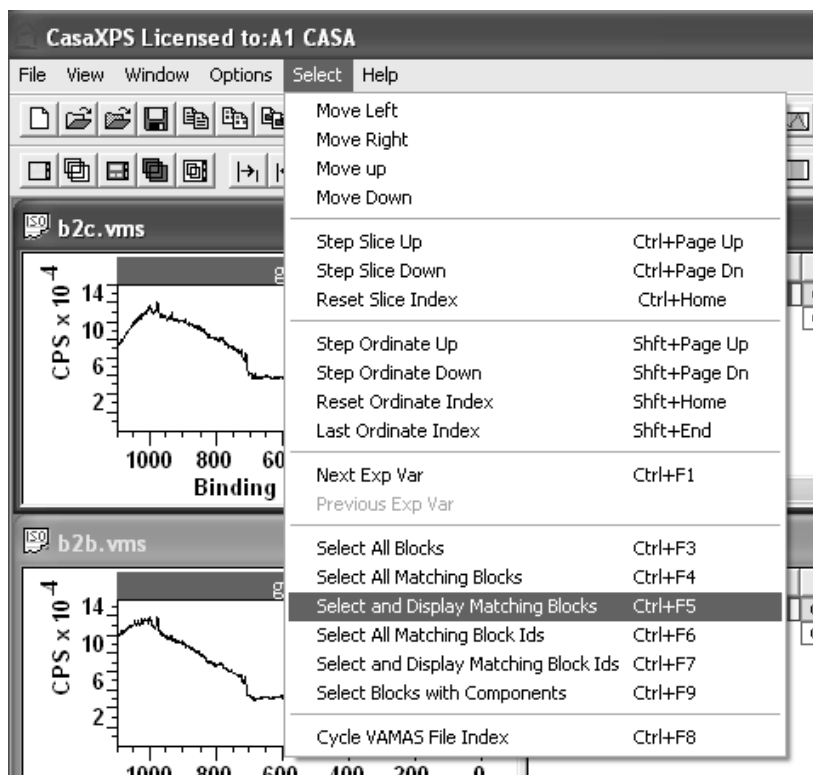 CasaXPS Licensed to:A1 CASA
File View Window Options Select Help
Move Left
Move Right
Move up
Move Down
Step Slice Up Ctrl+Page Up
Step Slice Down Ctrl+Page Dn
Reset Slice Index Ctrl+Home
Step Ordinate Up Shft+Page Up
Step Ordinate Down Shft+Page Dn
Reset Ordinate Index Shft+Home
Last Ordinate Index Shft+End
Next Exp Var Ctrl+F1
Previous Exp Var
Select All Blocks Ctrl+F3
Select All Matching Blocks Ctrl+F4
Select and Display Matching Blocks Ctrl+F5
Select All Matching Block Ids Ctrl+F6
Select and Display Matching Block Ids Ctrl+F7
Select Blocks with Components Ctrl+F9
Cycle VAMAS File Index Ctrl+F8
ISO b2c.vms
CPS x 10-4
14
10
6
2
1000 800 60
Binding
ISO b2b.vms
CPS x 10-4
14
10
6
2
1000 800 600 400 200 0